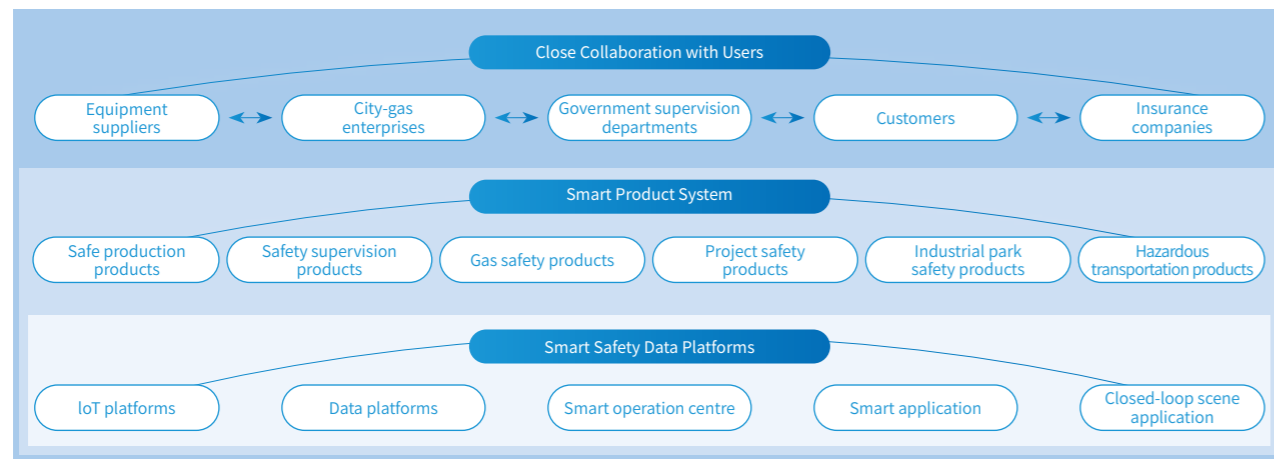 Close Collaboration with Users
Equipment
suppliers
City-gas
enterprises
Government supervision
departments
Customers
Insurance
companies
Smart Product System
Safe production
products
Safety supervision
products
Gas safety products
Project safety
products
Industrial park
safety products
Hazardous
transportation products
Smart Safety Data Platforms
loT platforms
Data platforms
Smart operation centre
Smart application
Closed-loop scene
application